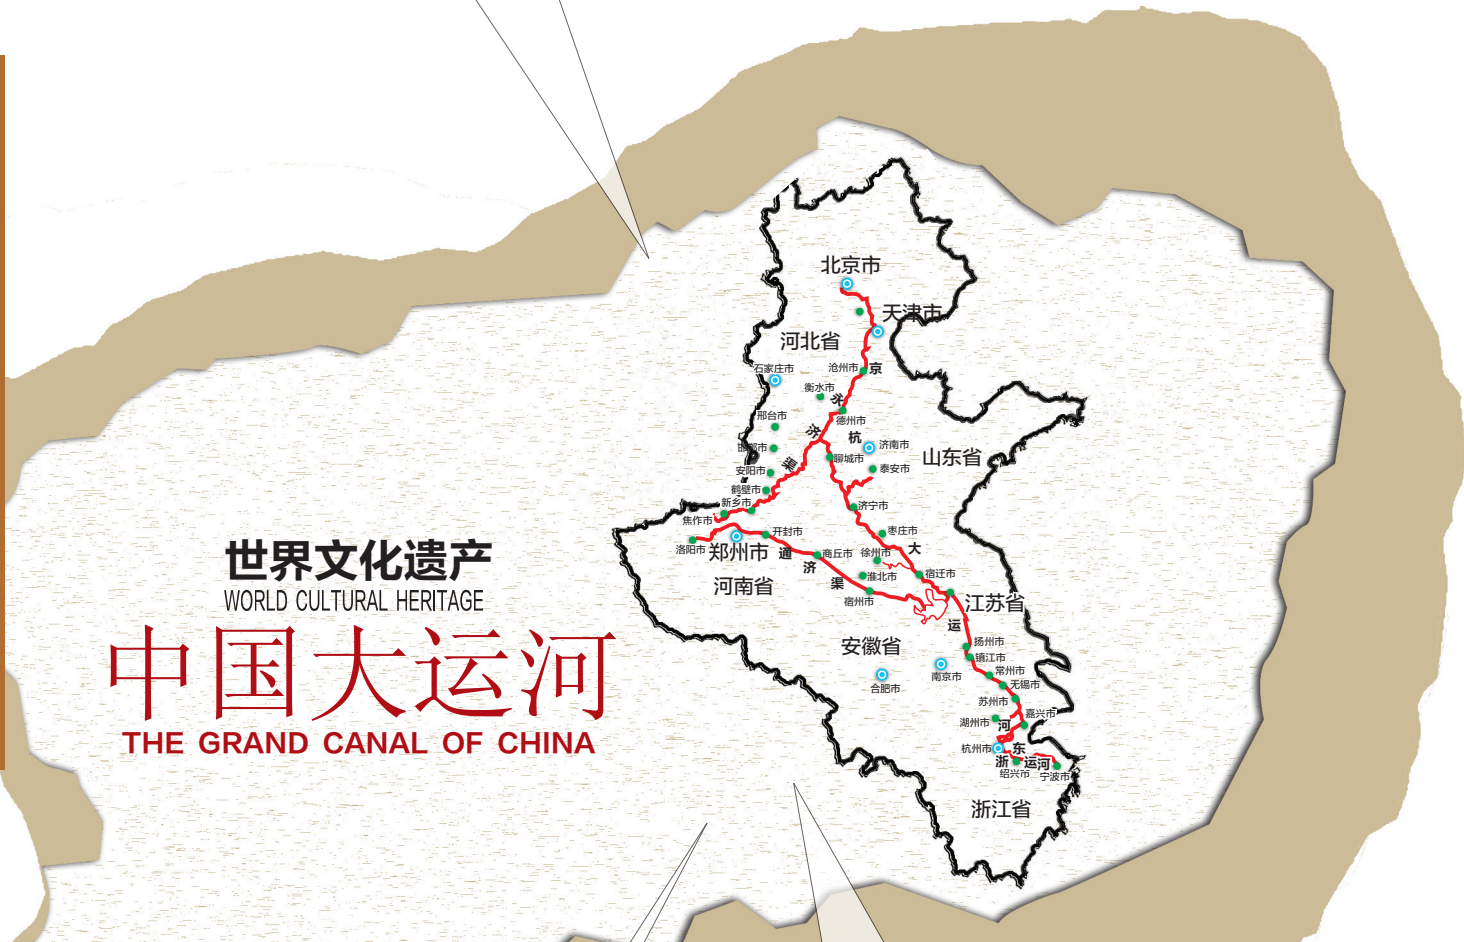 世界文化遗产
WORLD CULTURAL HERITAGE
中国大运河
THE GRAND CANAL OF CHINA
北京市
天津市
河北省
石家庄市
沧州市
京
衡水市
邢台市
德州市
杭
济南市
邯郸市
聊城市
山东省
安阳市
渠
泰安市
鹤壁市
新乡市
焦作市
济宁市
洛阳市
郑州市
开封市
通
济
渠
商丘市
枣庄市
徐州市
大
河南省
淮北市
宿迁市
宿州市
江苏省
运
安徽省
扬州市
镇江市
合肥市
南京市
常州市
无锡市
苏州市
湖州市
河
嘉兴市
杭州市
浙
东
运河
绍兴市
宁波市
浙江省